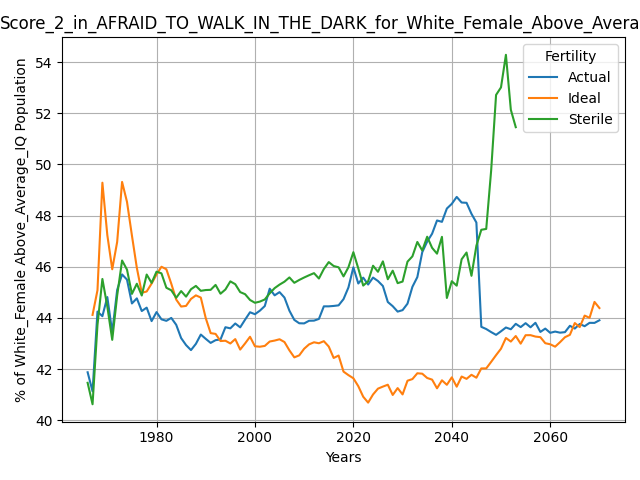 Score_2_in_AFRAID_TO_WALK_IN_THE_DARK_for_White_Female_Above_Avera
% of White_Female Above_Average_IQ Population
54
52
50
48
46
44
42
40
Fertility
Actual
Ideal
Sterile
1980
2000
2020
2040
2060
Years